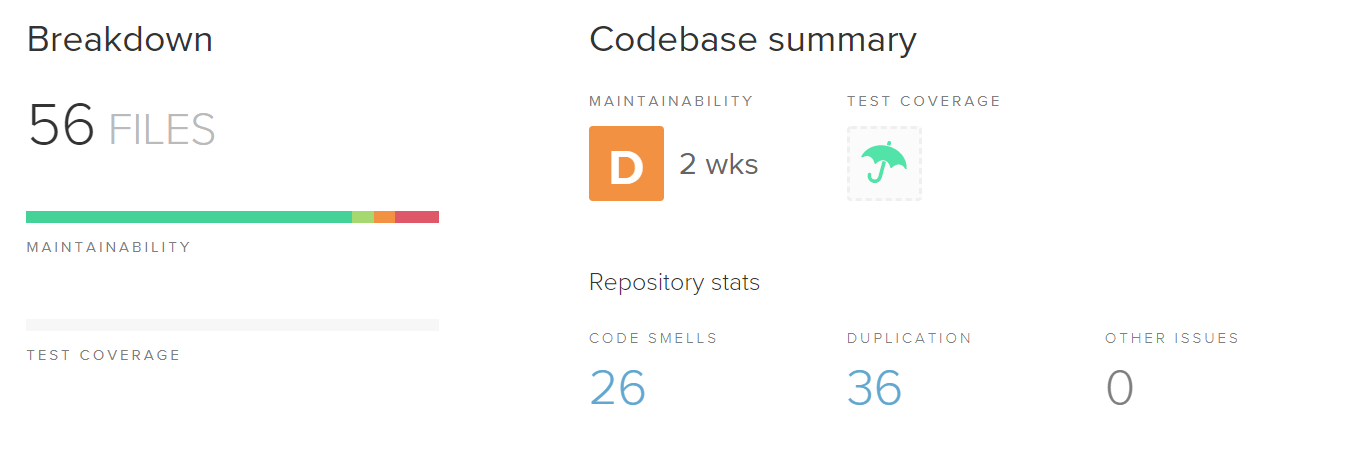 Breakdown
56 FILES
MAINTAINABILITY
TEST COVERAGE
Codebase summary
MAINTAINABILITY
D 2 wks
TEST COVERAGE
Repository stats
CODE SMELLS
26
DUPLICATION
36
OTHER ISSUES
0